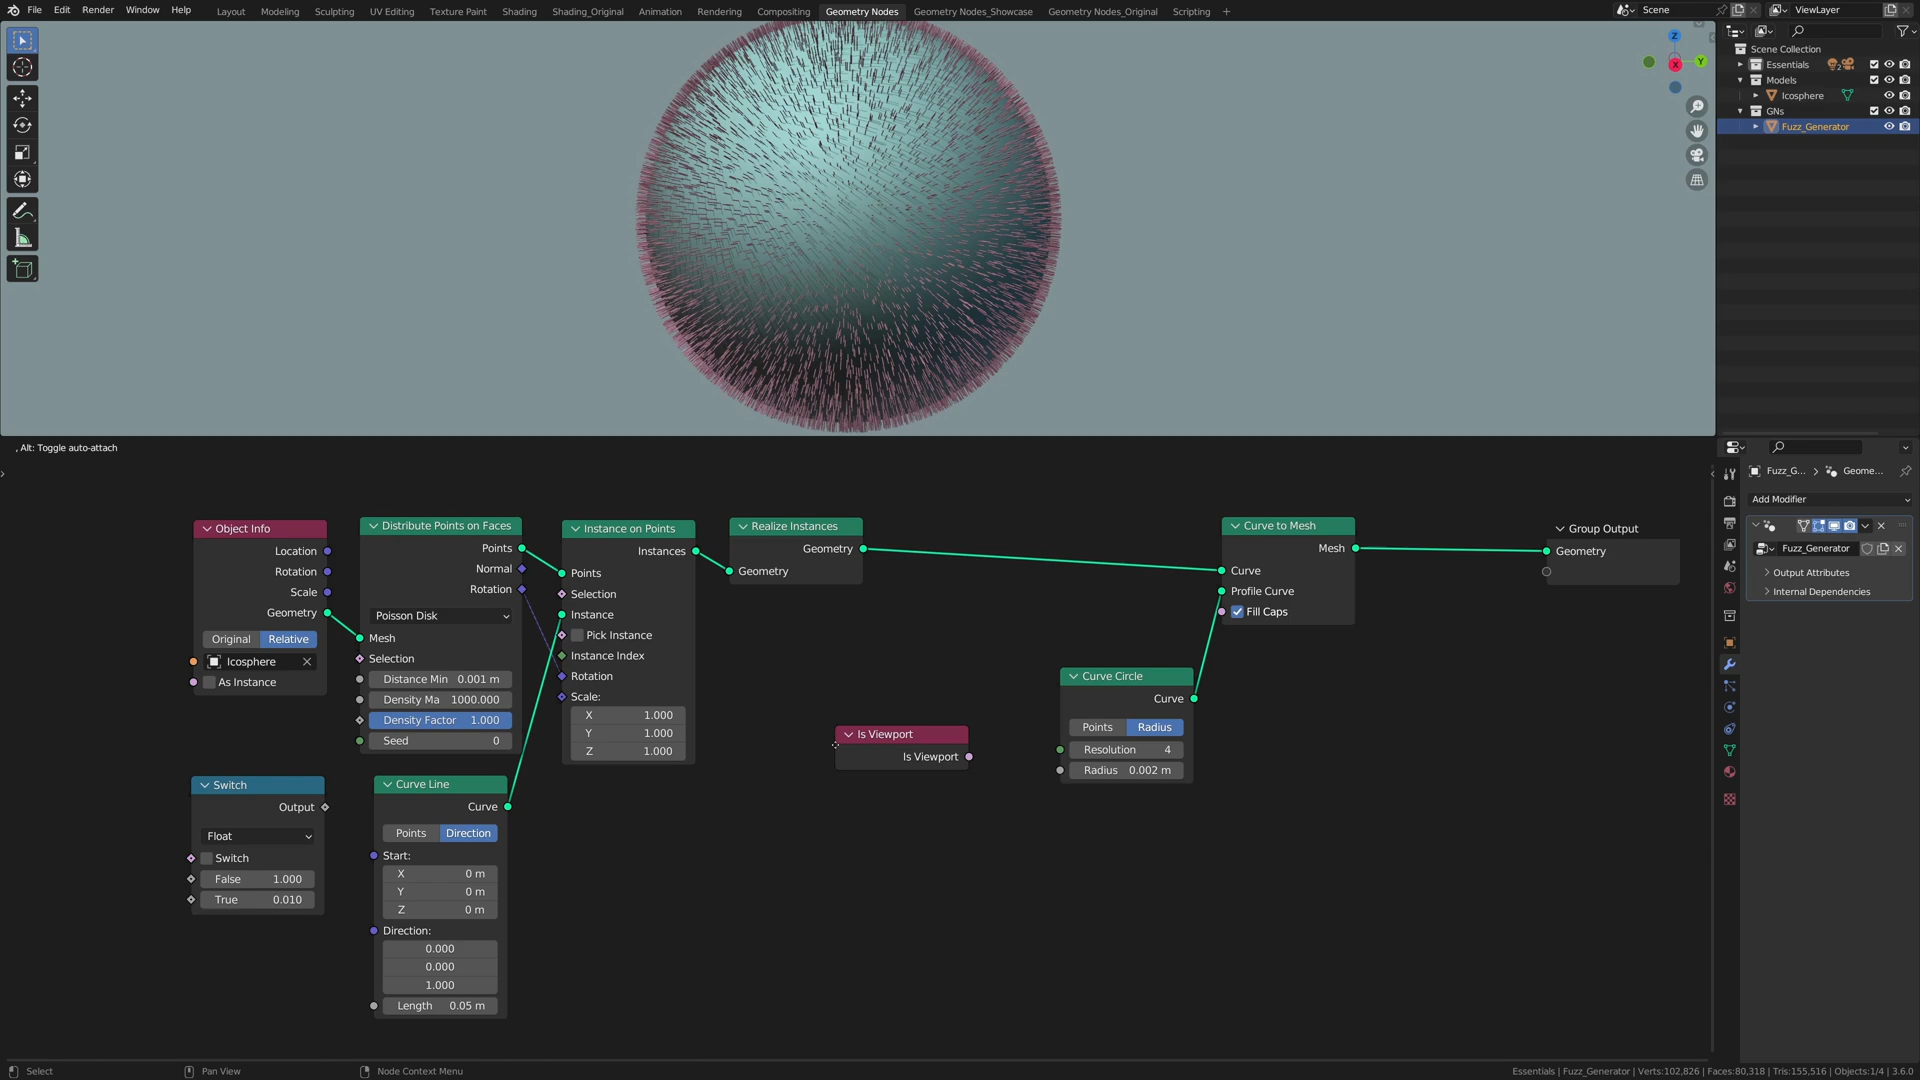 File Edit Render Window Help Layout Modeling Sculpting UV Editing Texture Paint Shading Shading_Original Animation Rendering Compositing Geometry Nodes Geometry Nodes_Showcase Geometry Nodes_Original Scripting + Scene ViewLayer
Scene Collection
Essentials 2
Models
Icosphere
GNs
Fuzz_Generator
Z
Y
X
, Alt: Toggle auto-attach
Object Info
Location
Rotation
Scale
Geometry
Original Relative
Icosphere
As Instance
Distribute Points on Faces
Points
Normal
Rotation
Poisson Disk
Mesh
Selection
Distance Min 0.001 m
Density Ma 1000.000
Density Factor 1.000
Seed 0
Instance on Points
Instances
Points
Selection
Instance
Pick Instance
Instance Index
Rotation
Scale:
X 1.000
Y 1.000
Z 1.000
Realize Instances
Geometry
Geometry
Curve to Mesh
Mesh
Curve
Profile Curve
Fill Caps
Group Output
Geometry
Curve Circle
Curve
Points Radius
Resolution 4
Radius 0.002 m
Is Viewport
Is Viewport
Switch
Output
Float
Switch
False 1.000
True 0.010
Curve Line
Curve
Points Direction
Start:
X 0 m
Y 0 m
Z 0 m
Direction:
0.000
0.000
1.000
Length 0.05 m
Fuzz_G... Geome...
Add Modifier
Fuzz_Generator
Output Attributes
Internal Dependencies
Select Pan View Node Context Menu Essentials | Fuzz_Generator | Verts:102,826 | Faces:80,318 | Tris:155,516 | Objects:1/4 | 3.6.0